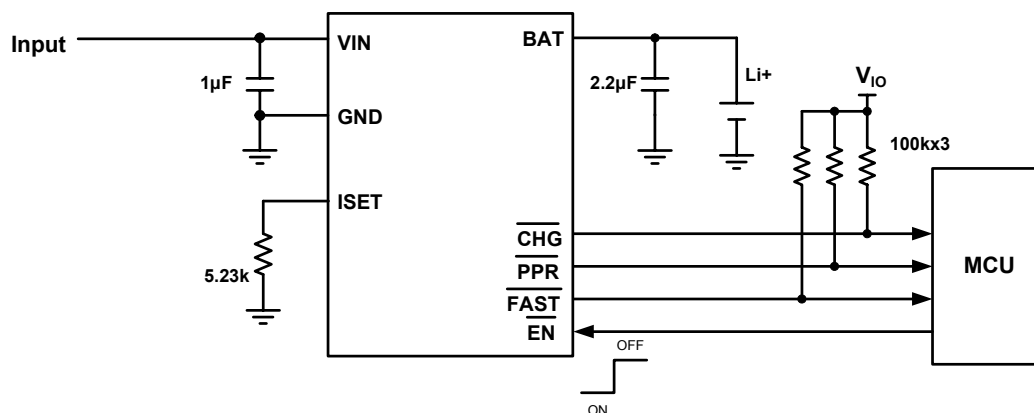 Input
VIN
BAT
1µF
2.2µF
Li+
VIO
GND
100kx3
ISET
CHG
5.23k
PPR
MCU
FAST
EN
OFF
ON